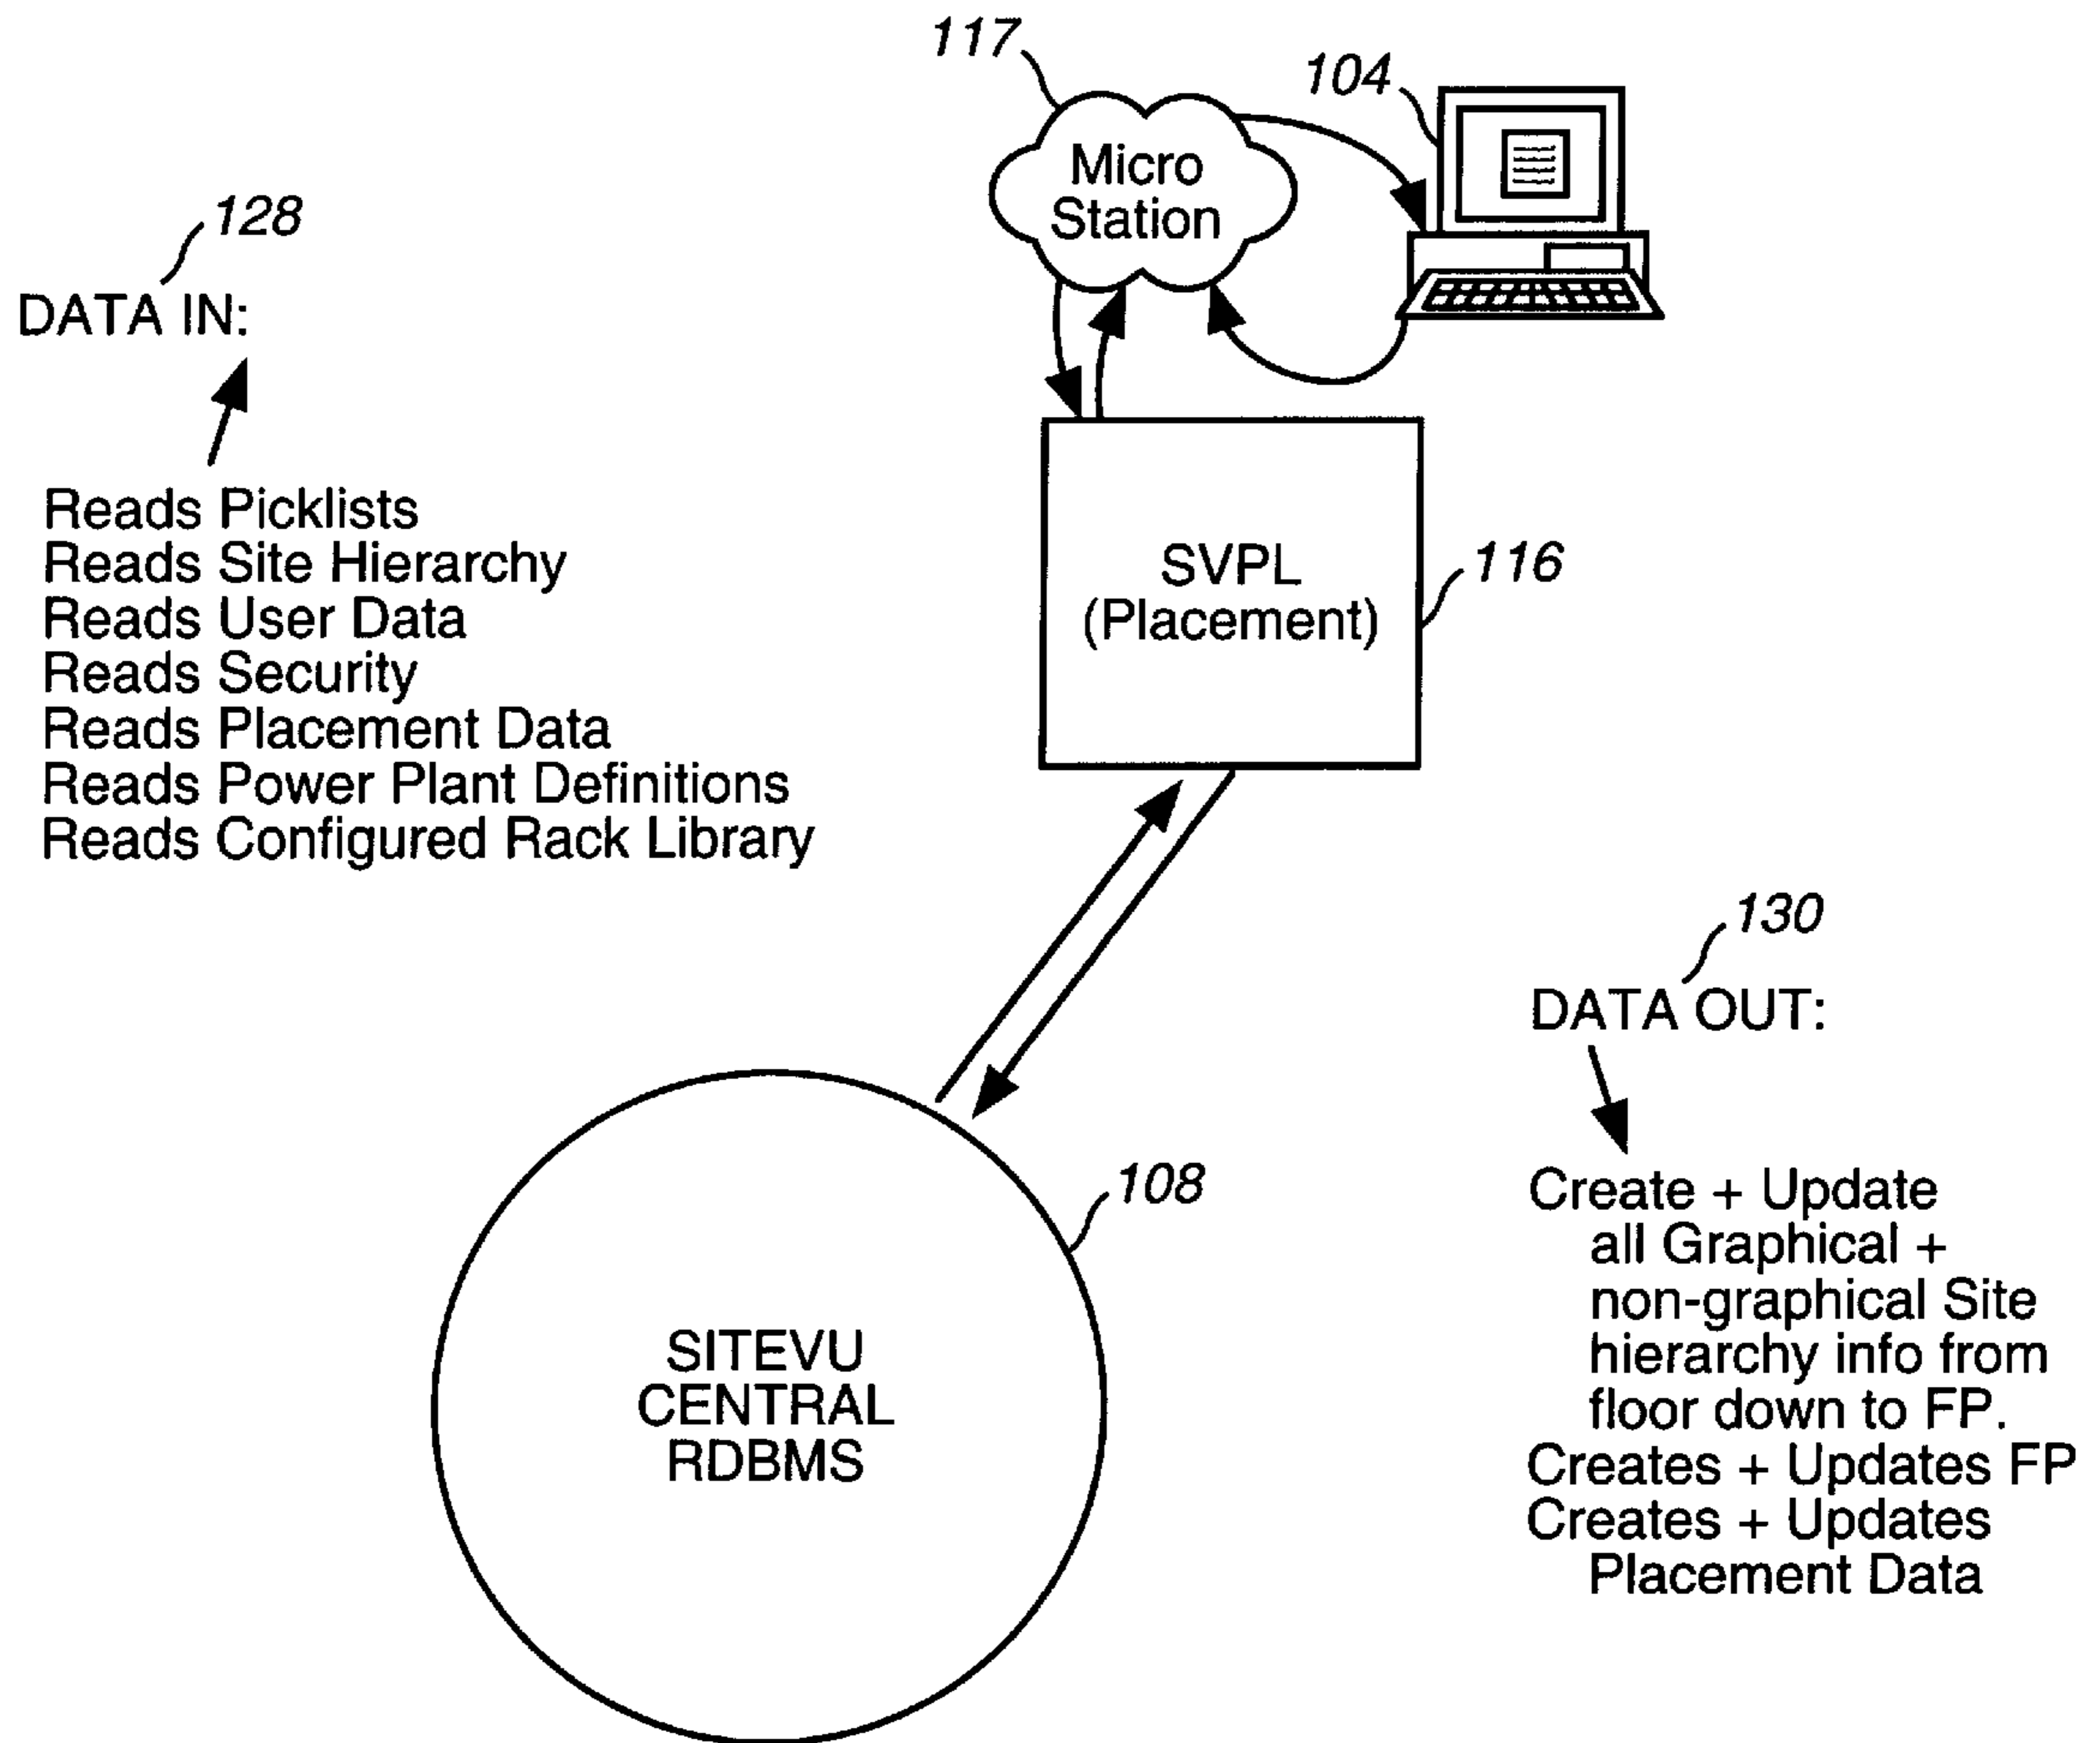 117
104
Micro
Station
128
DATA IN:
Reads Picklists
Reads Site Hierarchy
Reads User Data
Reads Security
Reads Placement Data
Reads Power Plant Definitions
Reads Configured Rack Library
SVPL
(Placement)
116
130
DATA OUT:
Create + Update
all Graphical +
non-graphical Site
hierarchy info from
floor down to FP.
Creates + Updates FP
Creates + Updates
Placement Data
108
SITEVU
CENTRAL
RDBMS